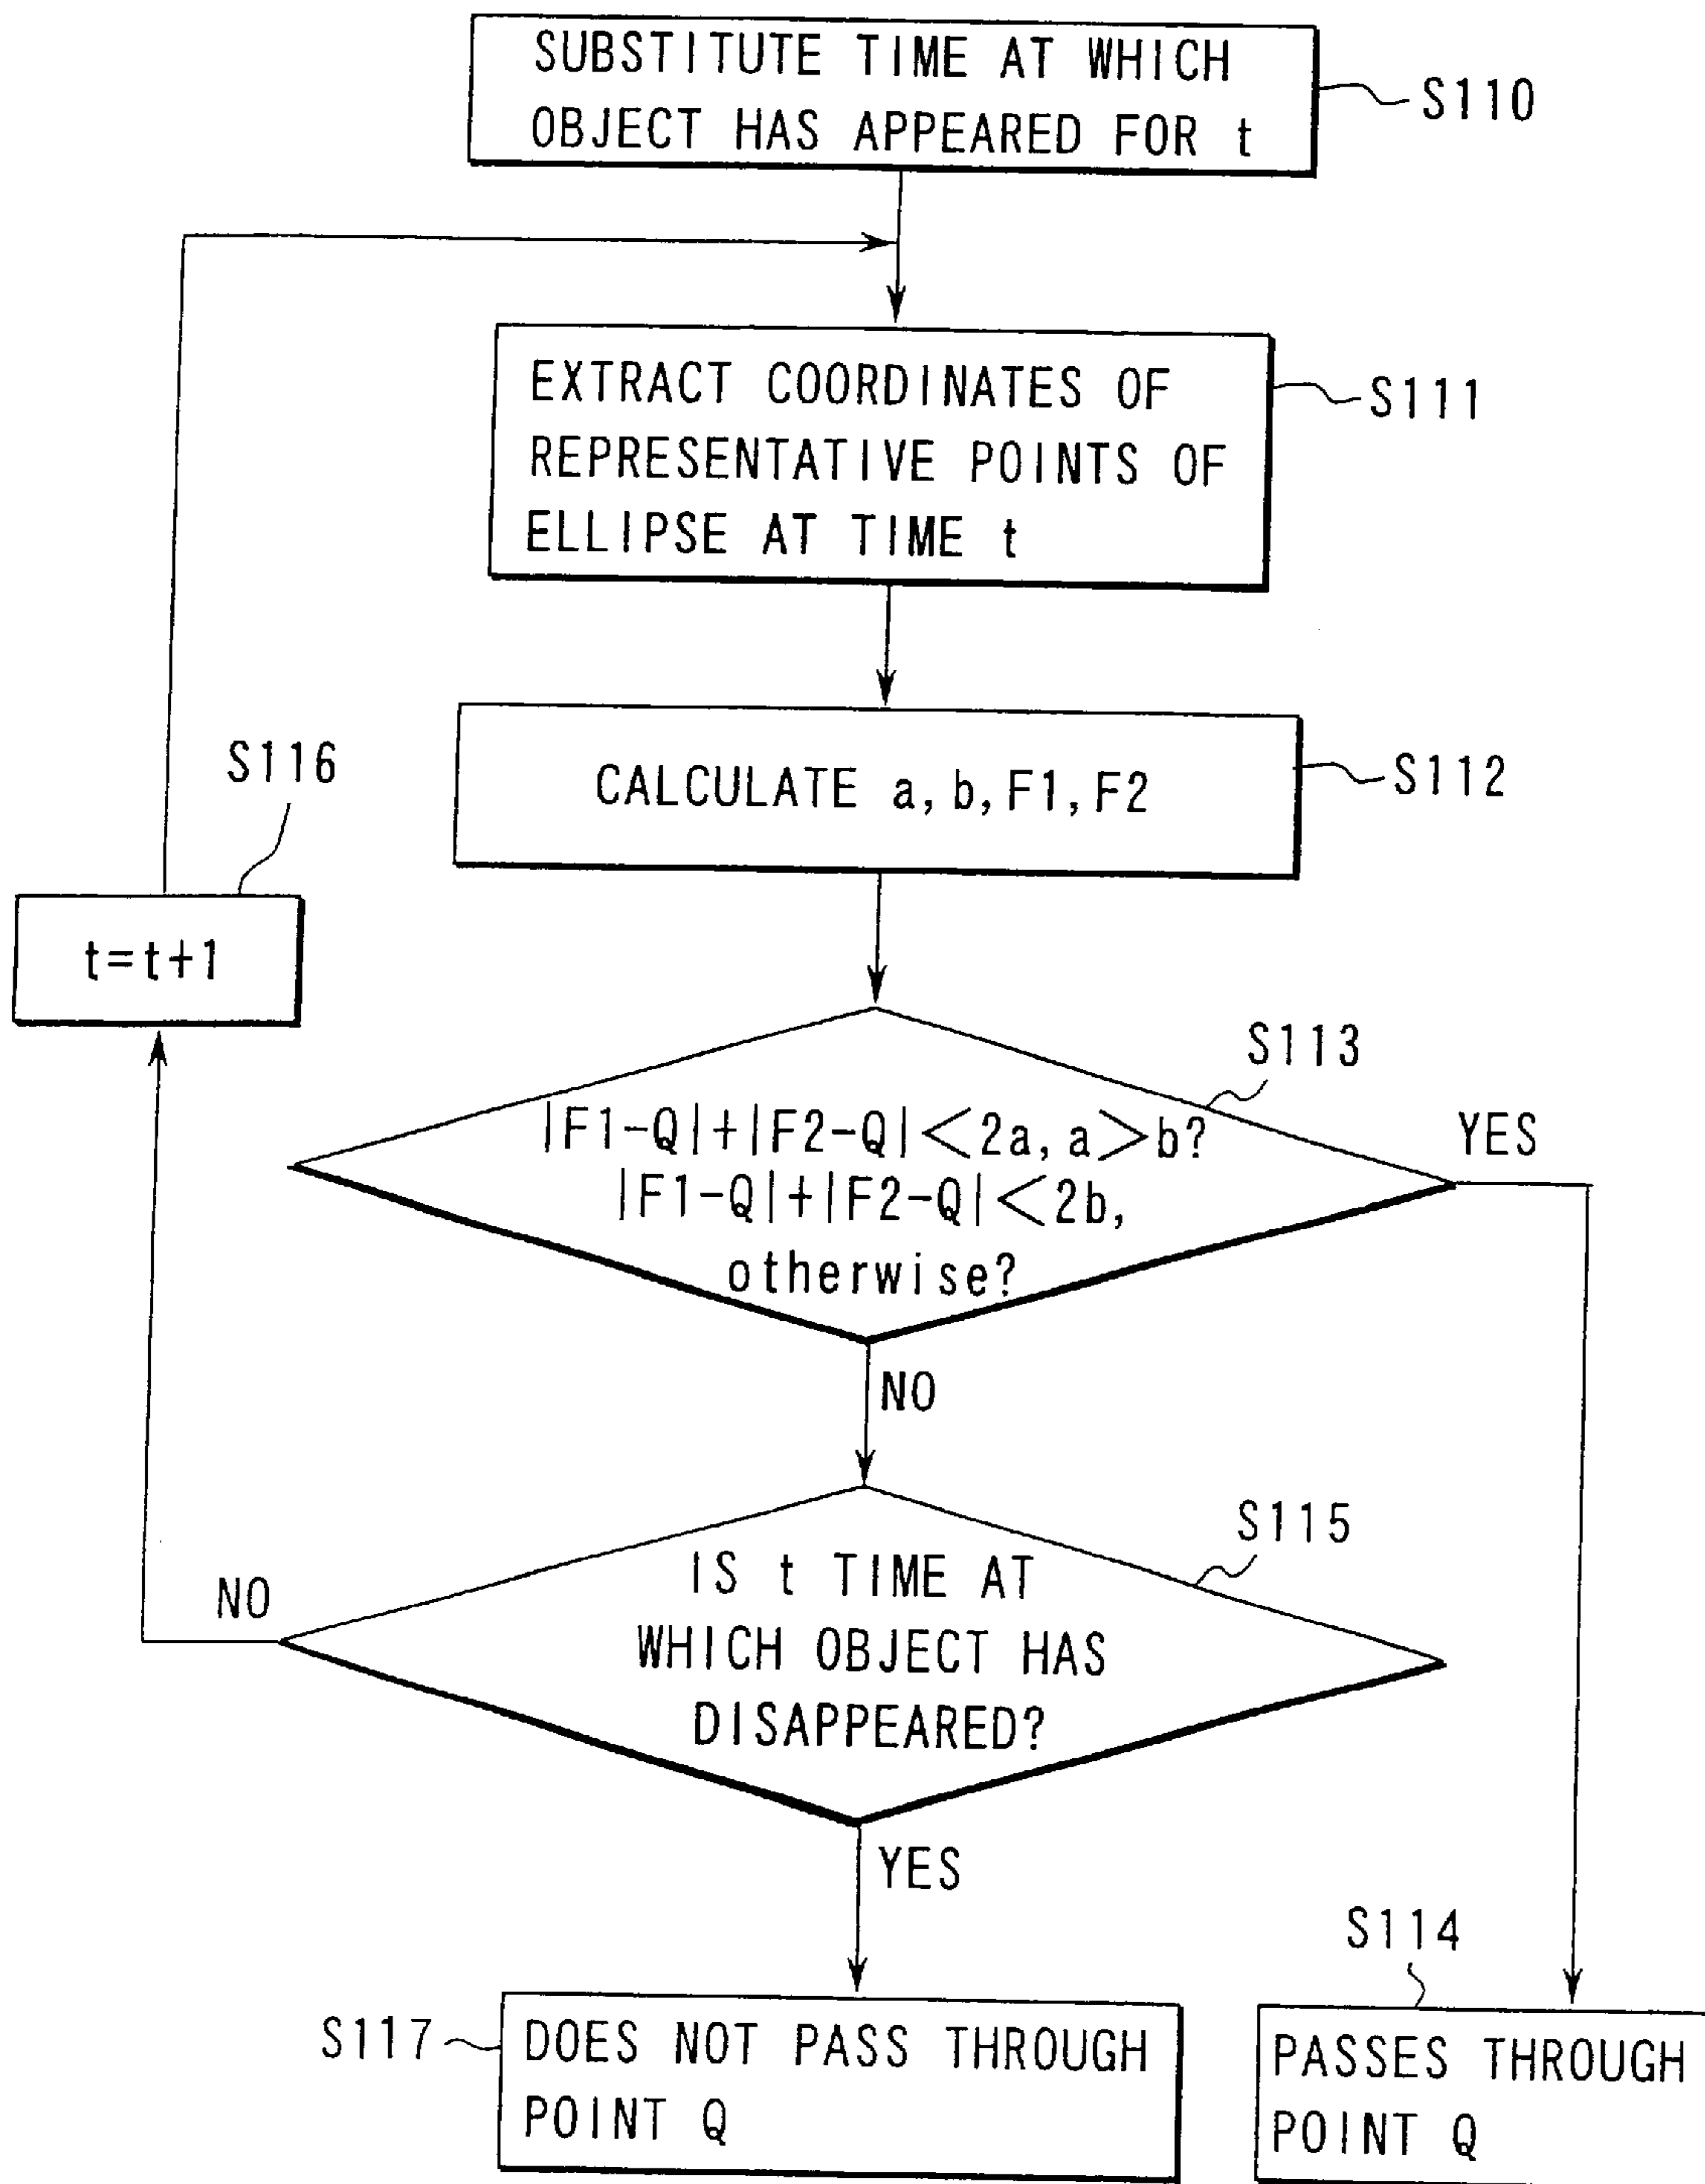 SUBSTITUTE TIME AT WHICH
OBJECT HAS APPEARED FOR t
S110
EXTRACT COORDINATES OF
REPRESENTATIVE POINTS OF
ELLIPSE AT TIME t
S111
CALCULATE a, b, F1, F2
S112
S116
t=t+1
S113
|F1-Q|+|F2-Q|<2a, a>b?
|F1-Q|+|F2-Q|<2b,
otherwise?
YES
NO
S115
IS t TIME AT
WHICH OBJECT HAS
DISAPPEARED?
NO
YES
S117
DOES NOT PASS THROUGH
POINT Q
S114
PASSES THROUGH
POINT Q